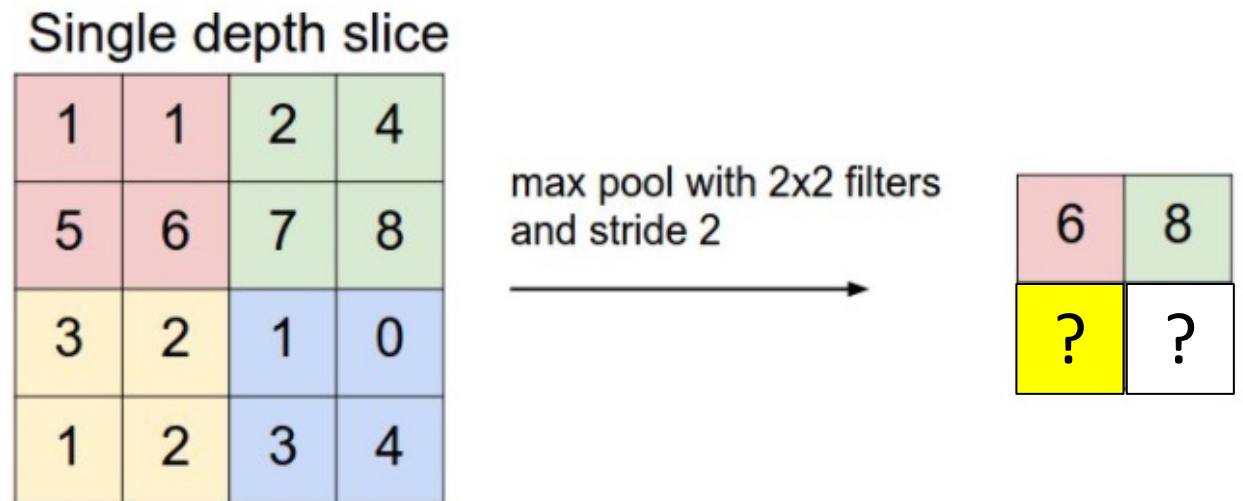 Single depth slice
1 1 2 4
5 6 7 8
3 2 1 0
1 2 3 4
max pool with 2x2 filters
and stride 2
6 8
? ?